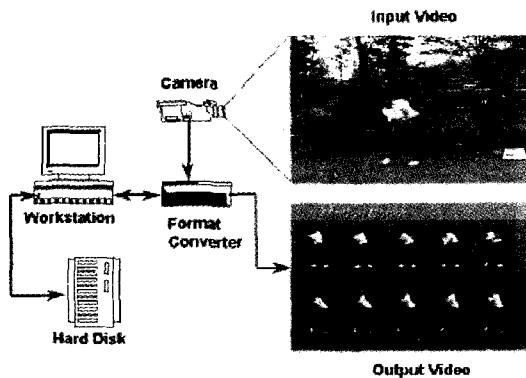 Input Video
Camera
Workstation
Format
Converter
Hard Disk
Output Video